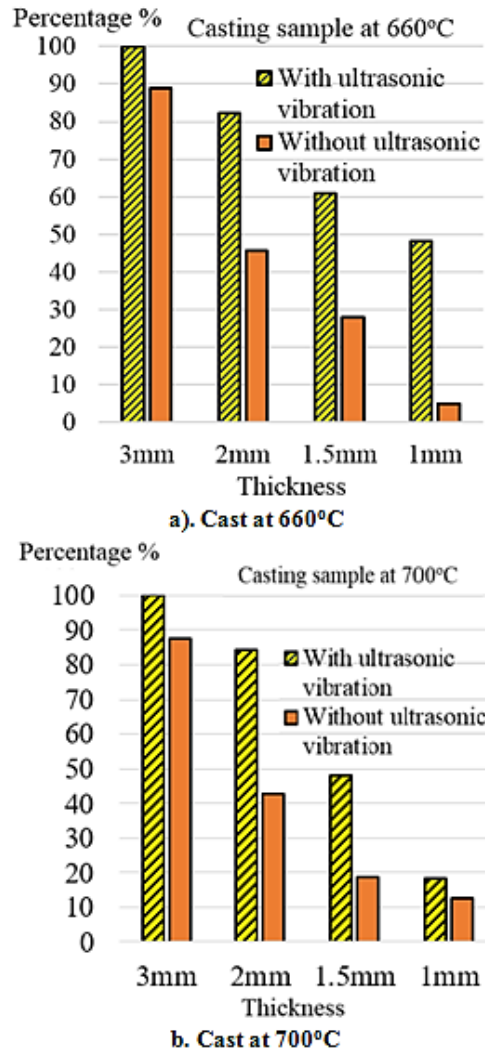 Percentage %
Casting sample at 660°C
With ultrasonic
vibration
Without ultrasonic
vibration
100
90
80
70
60
50
40
30
20
10
0
3mm 2mm 1.5mm 1mm
Thickness
a). Cast at 660°C
Percentage %
Casting sample at 700°C
With ultrasonic
vibration
Without ultrasonic
vibration
100
90
80
70
60
50
40
30
20
10
0
3mm 2mm 1.5mm 1mm
Thickness
b. Cast at 700°C